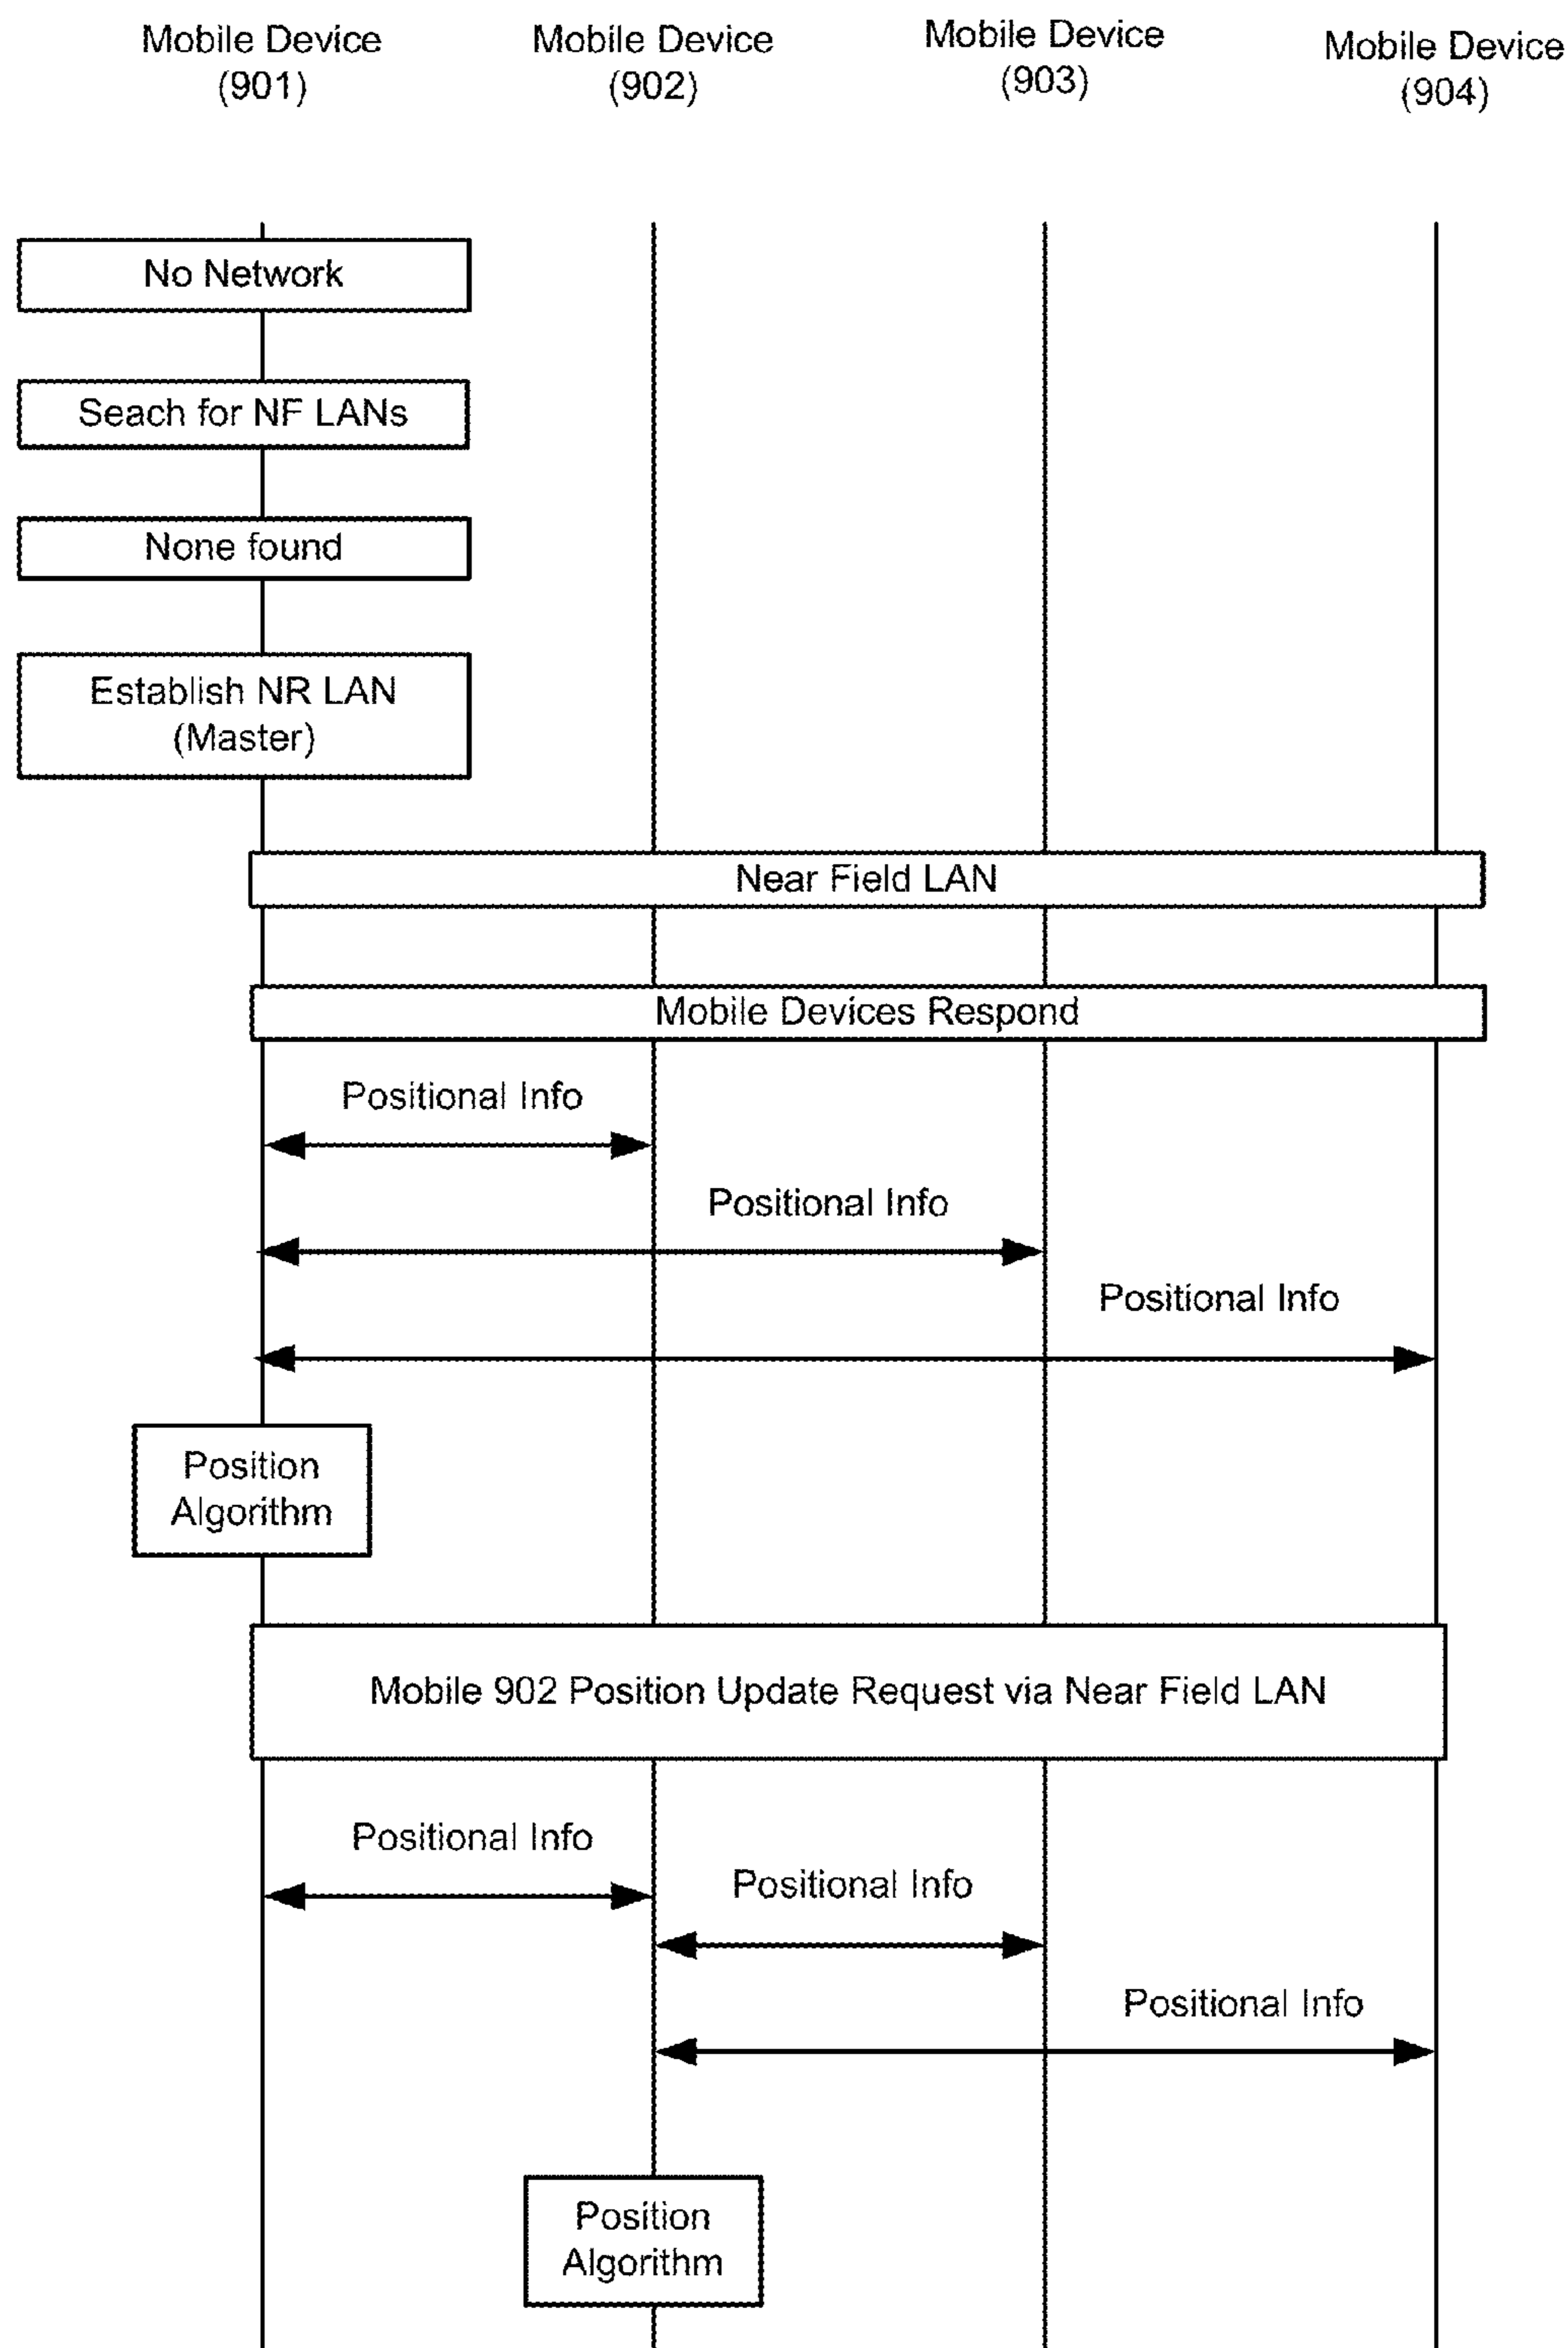 Mobile Device
(901)
Mobile Device
(902)
Mobile Device
(903)
Mobile Device
(904)
No Network
Seach for NF LANs
None found
Establish NR LAN
(Master)
Near Field LAN
Mobile Devices Respond
Positional Info
Positional Info
Positional Info
Position
Algorithm
Mobile 902 Position Update Request via Near Field LAN
Positional Info
Positional Info
Positional Info
Position
Algorithm